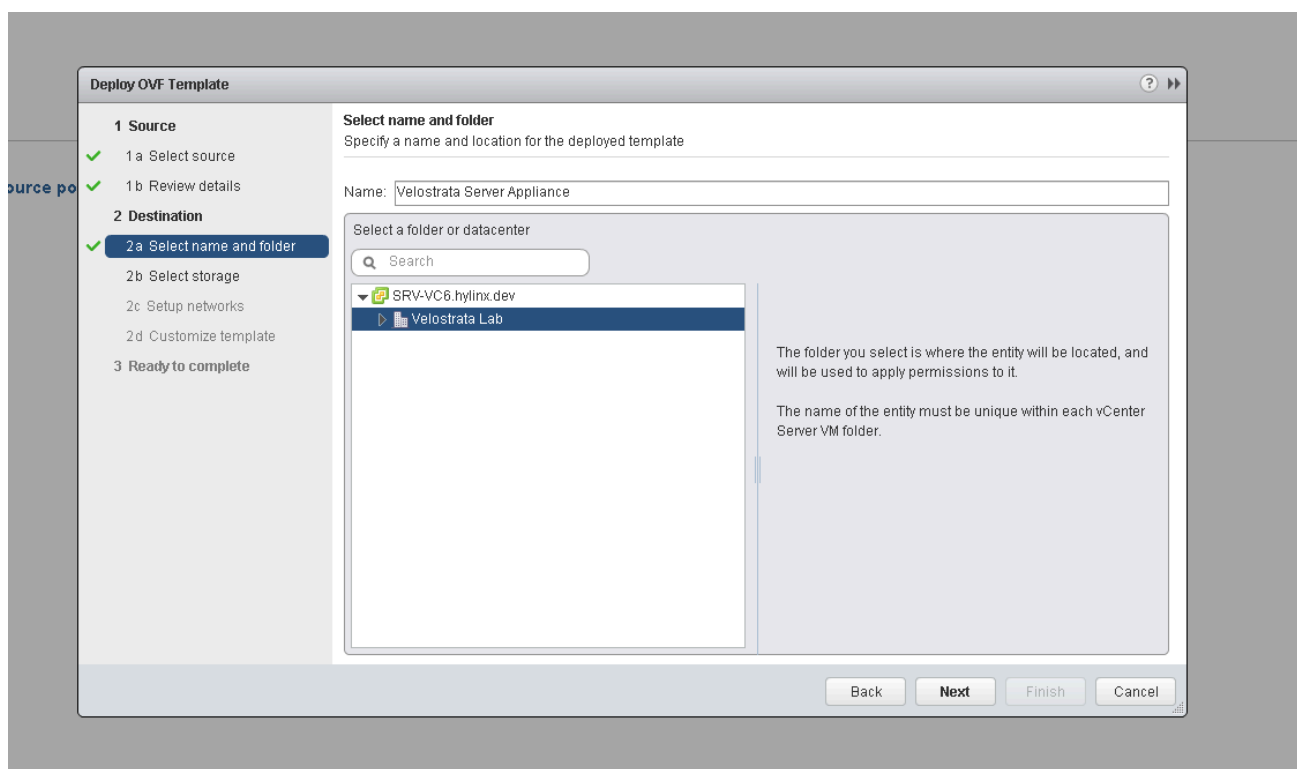 Deploy OVF Template
?
1 Source
1a Select source
1b Review details
2 Destination
2a Select name and folder
2b Select storage
2c Setup networks
2d Customize template
3 Ready to complete
Select name and folder
Specify a name and location for the deployed template
Name: Velostrata Server Appliance
Select a folder or datacenter
Search
SRV-VC6.hylinx.dev
Velostrata Lab
The folder you select is where the entity will be located, and
will be used to apply permissions to it.
The name of the entity must be unique within each vCenter
Server VM folder.
Back Next Finish Cancel